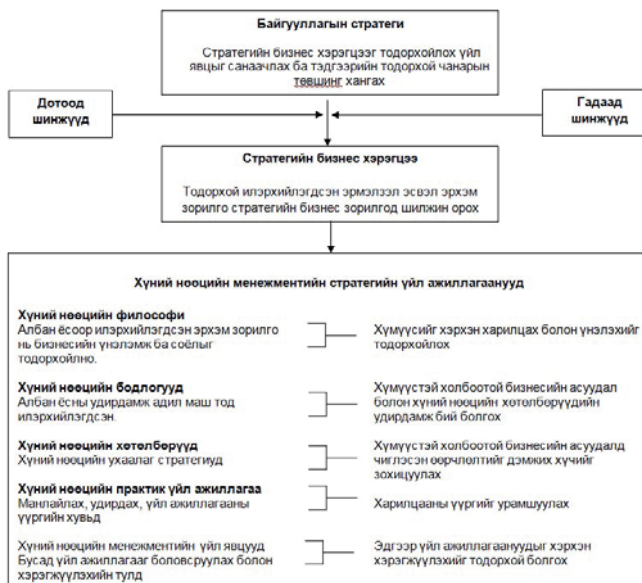 Байгууллагын стратеги
Стратегийн бизнес хэрэгцээг тодорхойлох үйл
явцыг санаачлах ба тэдгээрийн тодорхой чанарын
төвшинг хангах
Дотоод
шинжүүд
Гадаад
шинжүүд
Стратегийн бизнес хэрэгцээ
Тодорхой илэрхийлэгдсэн эрмэлзэл эсвэл эрхэм
зорилго стратегийн бизнес зорилгод шилжин орох
Хүний нөөцийн менежментийн стратегийн үйл ажиллагаанууд
Хүний нөөцийн философи
Албан ёсоор илэрхийлэгдсэн эрхэм зорилго
нь бизнесийн үнэлэмж ба соёлыг
тодорхойлно.
Хүмүүсийг хэрхэн харилцах болон үнэлэхийг
тодорхойлох
Хүний нөөцийн бодлогууд
Албан ёсны удирдамж адил маш тод
илэрхийлэгдсэн.
Хүмүүстэй холбоотой бизнесийн асуудал
болон хүний нөөцийн хөтөлбөрүүдийн
удирдамж бий болгох
Хүний нөөцийн хөтөлбөрүүд
Хүний нөөцийн ухаалаг стратегиуд
Хүмүүстэй холбоотой бизнесийн асуудалд
чиглэсэн өөрчлөлтийг дэмжих хүчийг
зохицуулах
Хүний нөөцийн практик үйл ажиллагаа
Манлайлах, удирдах, үйл ажиллагааны
үүргийн хувьд
Харилцааны үүргийг урамшуулах
Хүний нөөцийн менежментийн үйл явцууд
Бусад үйл ажиллагааг боловсруулах болон
хэрэгжүүлэхийн тулд
Эдгээр үйл ажиллагаануудыг хэрхэн
хэрэгжүүлэхийг тодорхой болгох